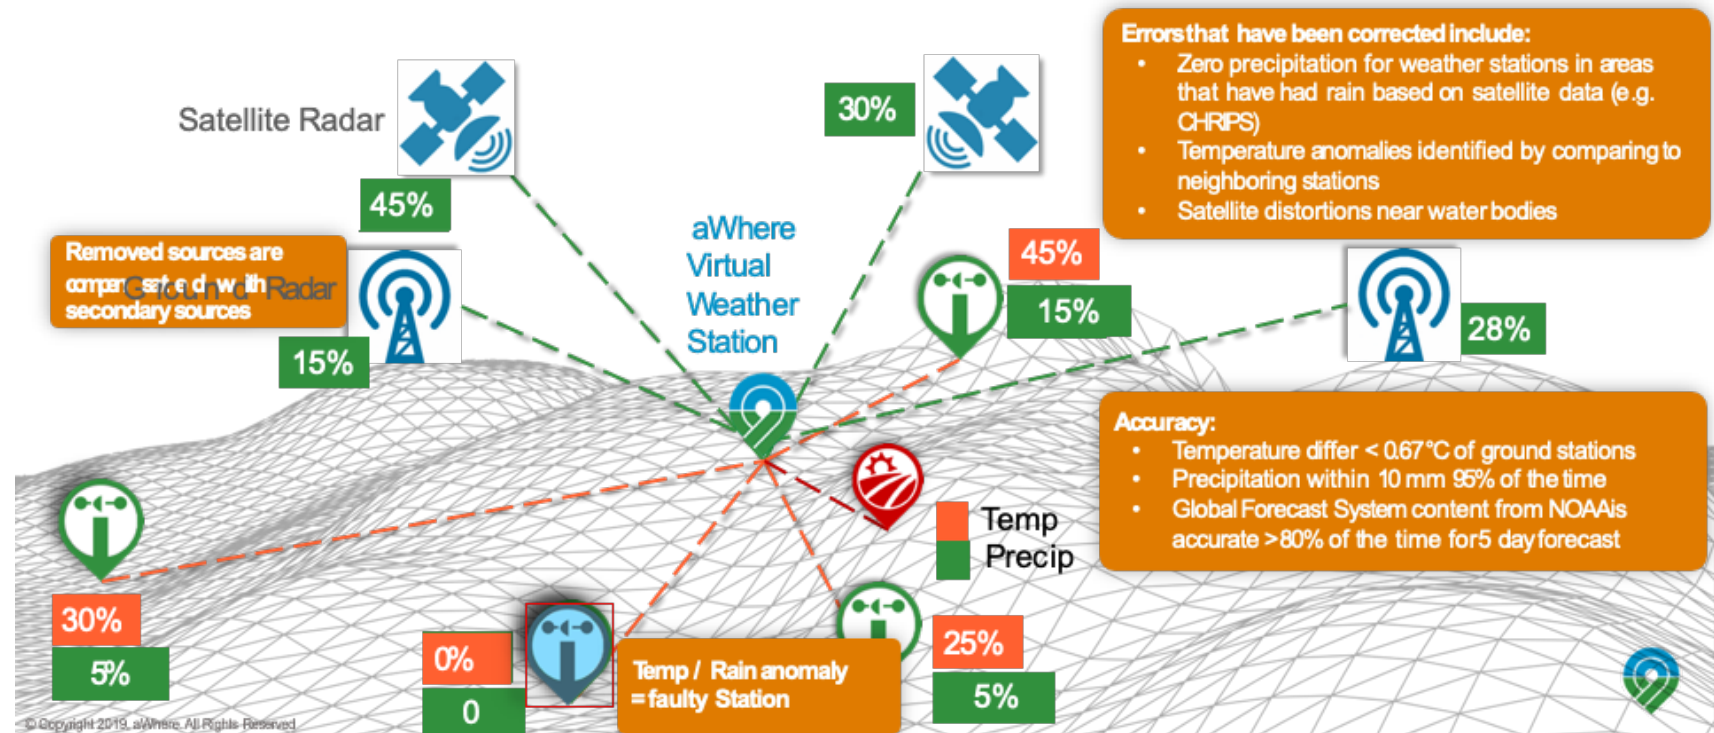 Errors that have been corrected include:
• Zero precipitation for weather stations in areas
that have had rain based on satellite data (e.g.
CHRIPS)
• Temperature anomalies identified by comparing to
neighboring stations
• Satellite distortions near water bodies
Satellite Radar
30%
45%
aWhere
Virtual
Weather
Station
Removed sources are
compensated with
secondary sources
Ground Radar
15%
45%
15%
28%
Accuracy:
• Temperature differ < 0.67°C of ground stations
• Precipitation within 10 mm 95% of the time
• Global Forecast System content from NOAA is
accurate >80% of the time for 5 day forecast
Temp
Precip
30%
5%
0%
0
Temp / Rain anomaly
= faulty Station
25%
5%
© Copyright 2019, aWhere. All Rights Reserved